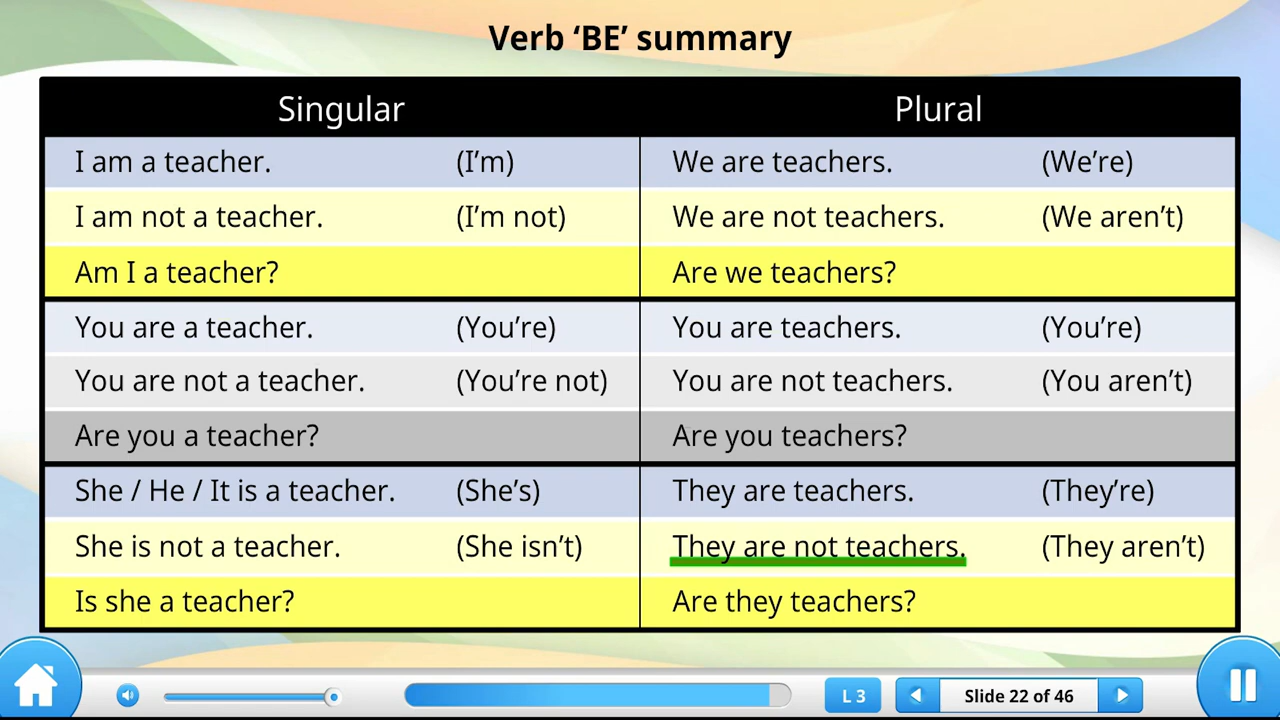 Verb ‘BE’ summary
Singular Plural
I am a teacher. (I’m) We are teachers. (We’re)
I am not a teacher. (I’m not) We are not teachers. (We aren’t)
Am I a teacher? Are we teachers?
You are a teacher. (You’re) You are teachers. (You’re)
You are not a teacher. (You’re not) You are not teachers. (You aren’t)
Are you a teacher? Are you teachers?
She / He / It is a teacher. (She’s) They are teachers. (They’re)
She is not a teacher. (She isn’t) They are not teachers. (They aren’t)
Is she a teacher? Are they teachers?
L 3 Slide 22 of 46